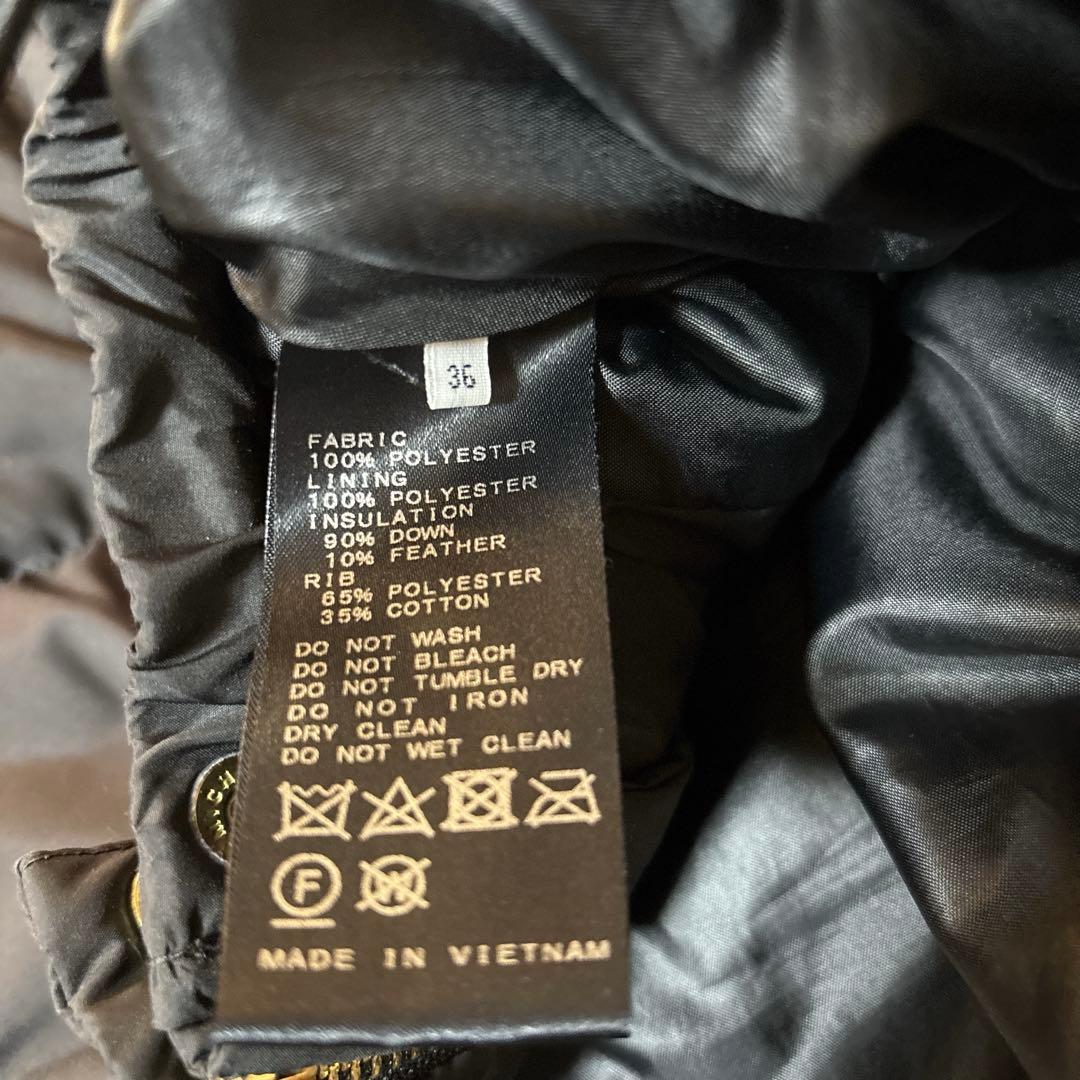 36
FABRIC
100% POLYESTER
LINING
100% POLYESTER
INSULATION
90% DOWN
10% FEATHER
RIB
65% POLYESTER
35% COTTON
DO NOT WASH
DO NOT BLEACH
DO NOT TUMBLE DRY
DO NOT IRON
DRY CLEAN
DO NOT WET CLEAN
F
W
MADE IN VIETNAM